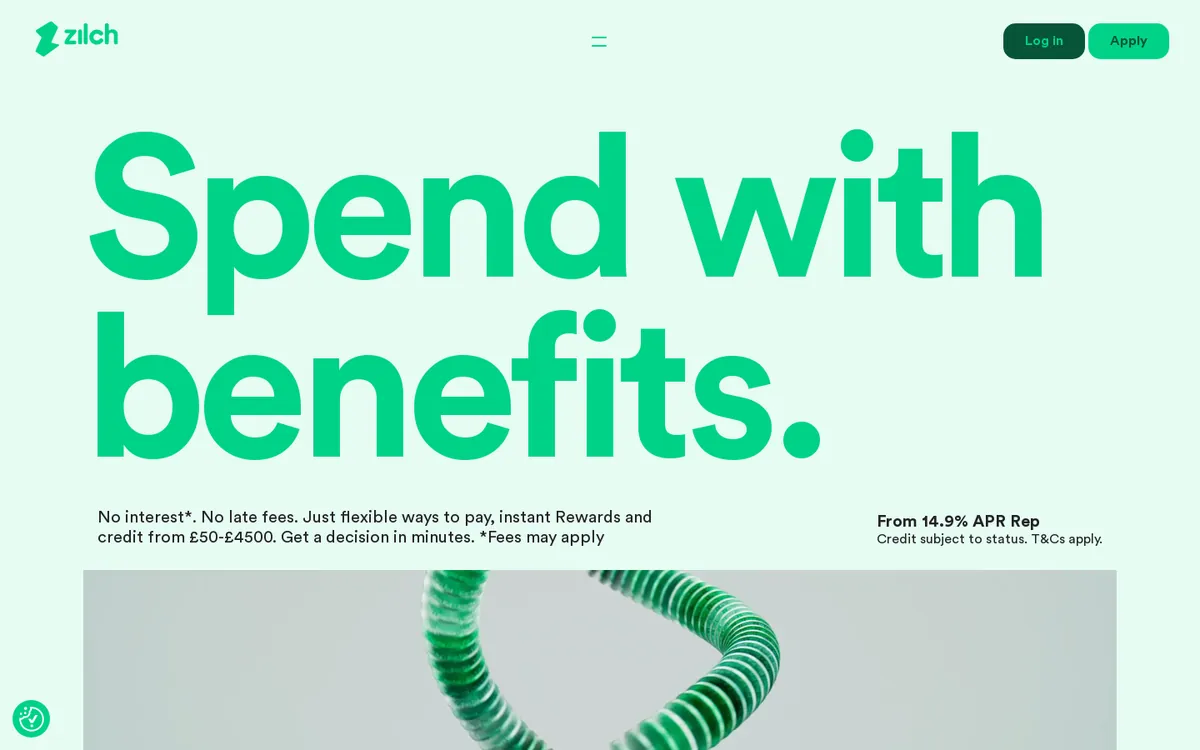 zilch
Log in
Apply
Spend with
benefits.
No interest*. No late fees. Just flexible ways to pay, instant Rewards and
credit from £50-£4500. Get a decision in minutes. *Fees may apply
From 14.9% APR Rep
Credit subject to status. T&Cs apply.